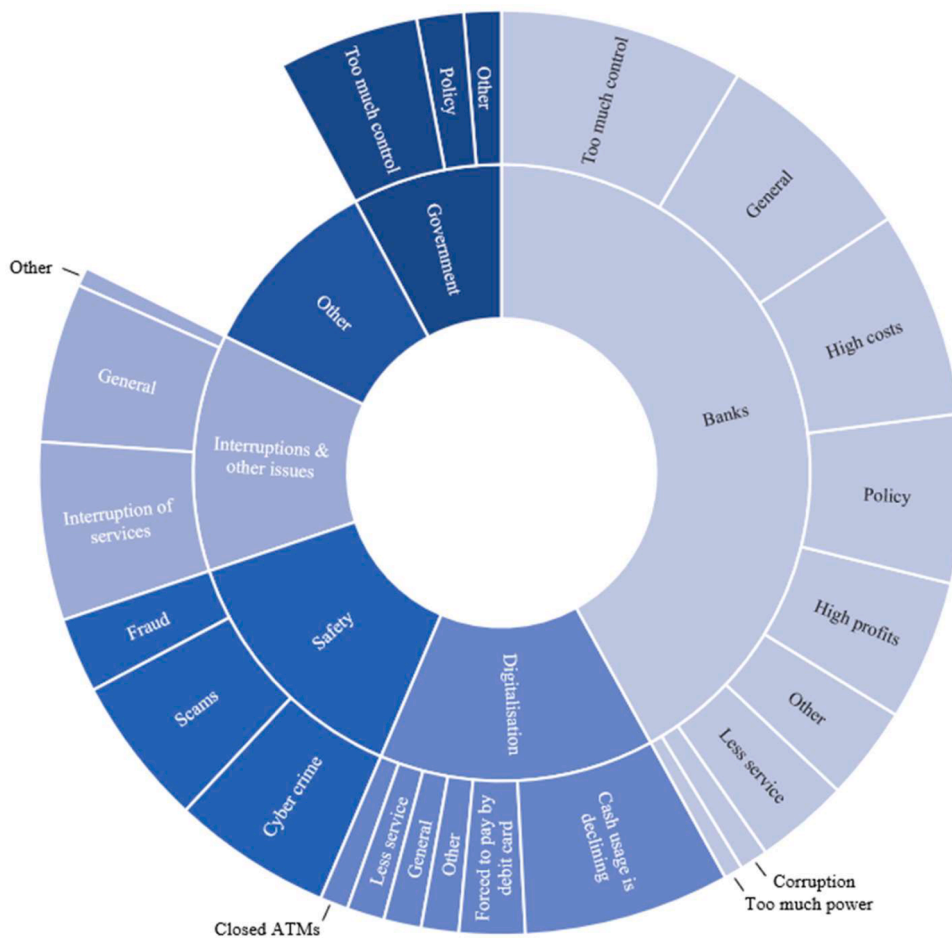 Too much control
Policy
Other
Government
Other
Too much control
General
High costs
Policy
High profits
Other
Less service
Corruption
Too much power
Banks
Digitalisation
Cash usage is
declining
Forced to pay by
debit card
Other
General
Less service
Closed ATMs
Safety
Cyber crime
Scams
Fraud
Interruptions &
other issues
Interruption of
services
General
Other